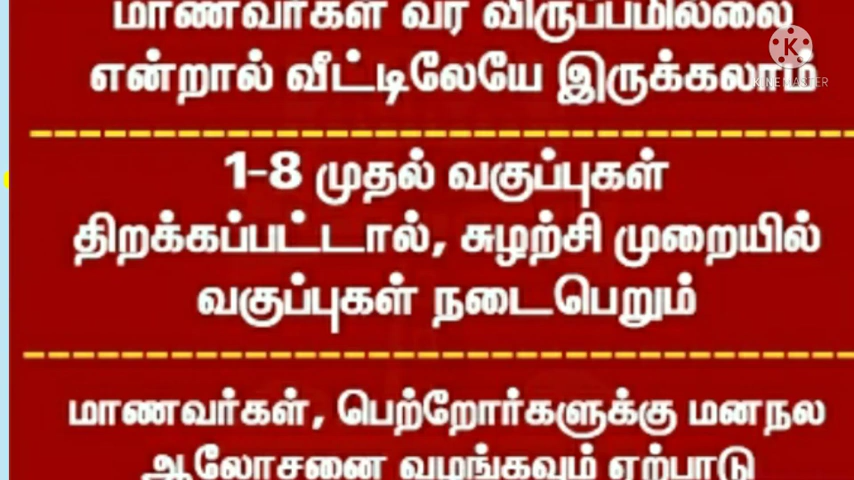 மாணவர்கள் வர விருப்பமில்லை
என்றால் வீட்டிலேயே இருக்கலாம்
KINEMASTER
1-8 முதல் வகுப்புகள்
திறக்கப்பட்டால், சுழற்சி முறையில்
வகுப்புகள் நடைபெறும்
மாணவர்கள், பெற்றோர்களுக்கு மனநல
ஆலோசனை வழங்கவும் ஏற்பாடு